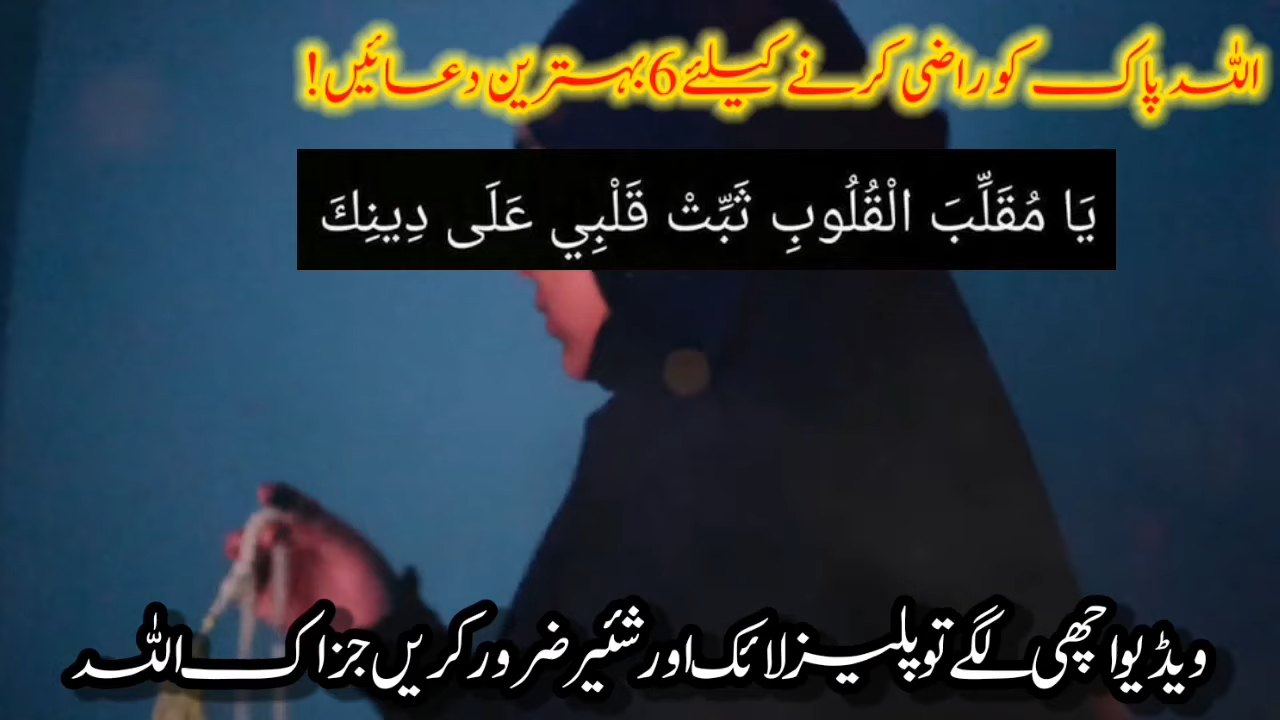 اللہ پاک کو راضی کرنے کیلئے 6 بہترین دعائیں!
يَا مُقَلِّبَ الْقُلُوبِ ثَبِّتْ قَلْبِي عَلَى دِينِكَ
ویڈیو اچھی لگے تو پلیز لائک اور شئیر ضرور کریں جزاک اللہ